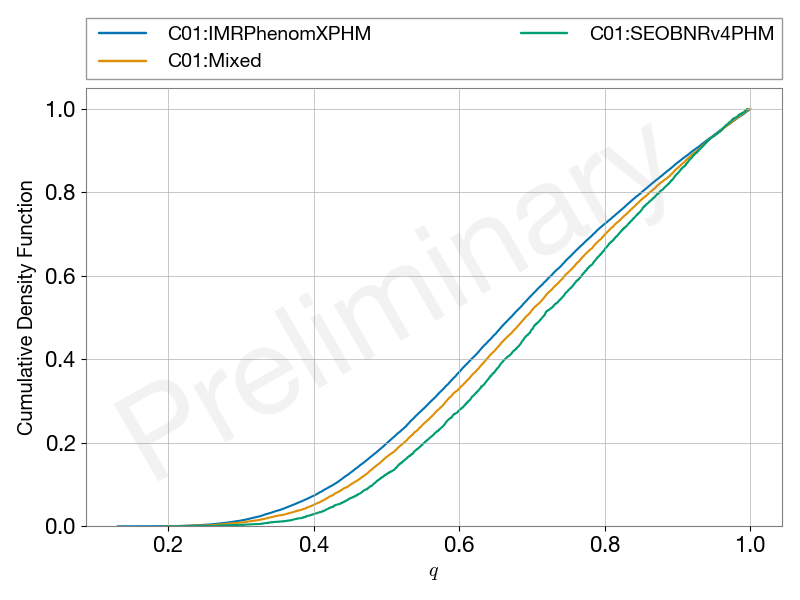 C01:IMRPhenomXPHM
C01:Mixed
C01:SEOBNRv4PHM
Preliminary
Cumulative Density Function
1.0
0.8
0.6
0.4
0.2
0.0
0.2 0.4 0.6 0.8 1.0
q